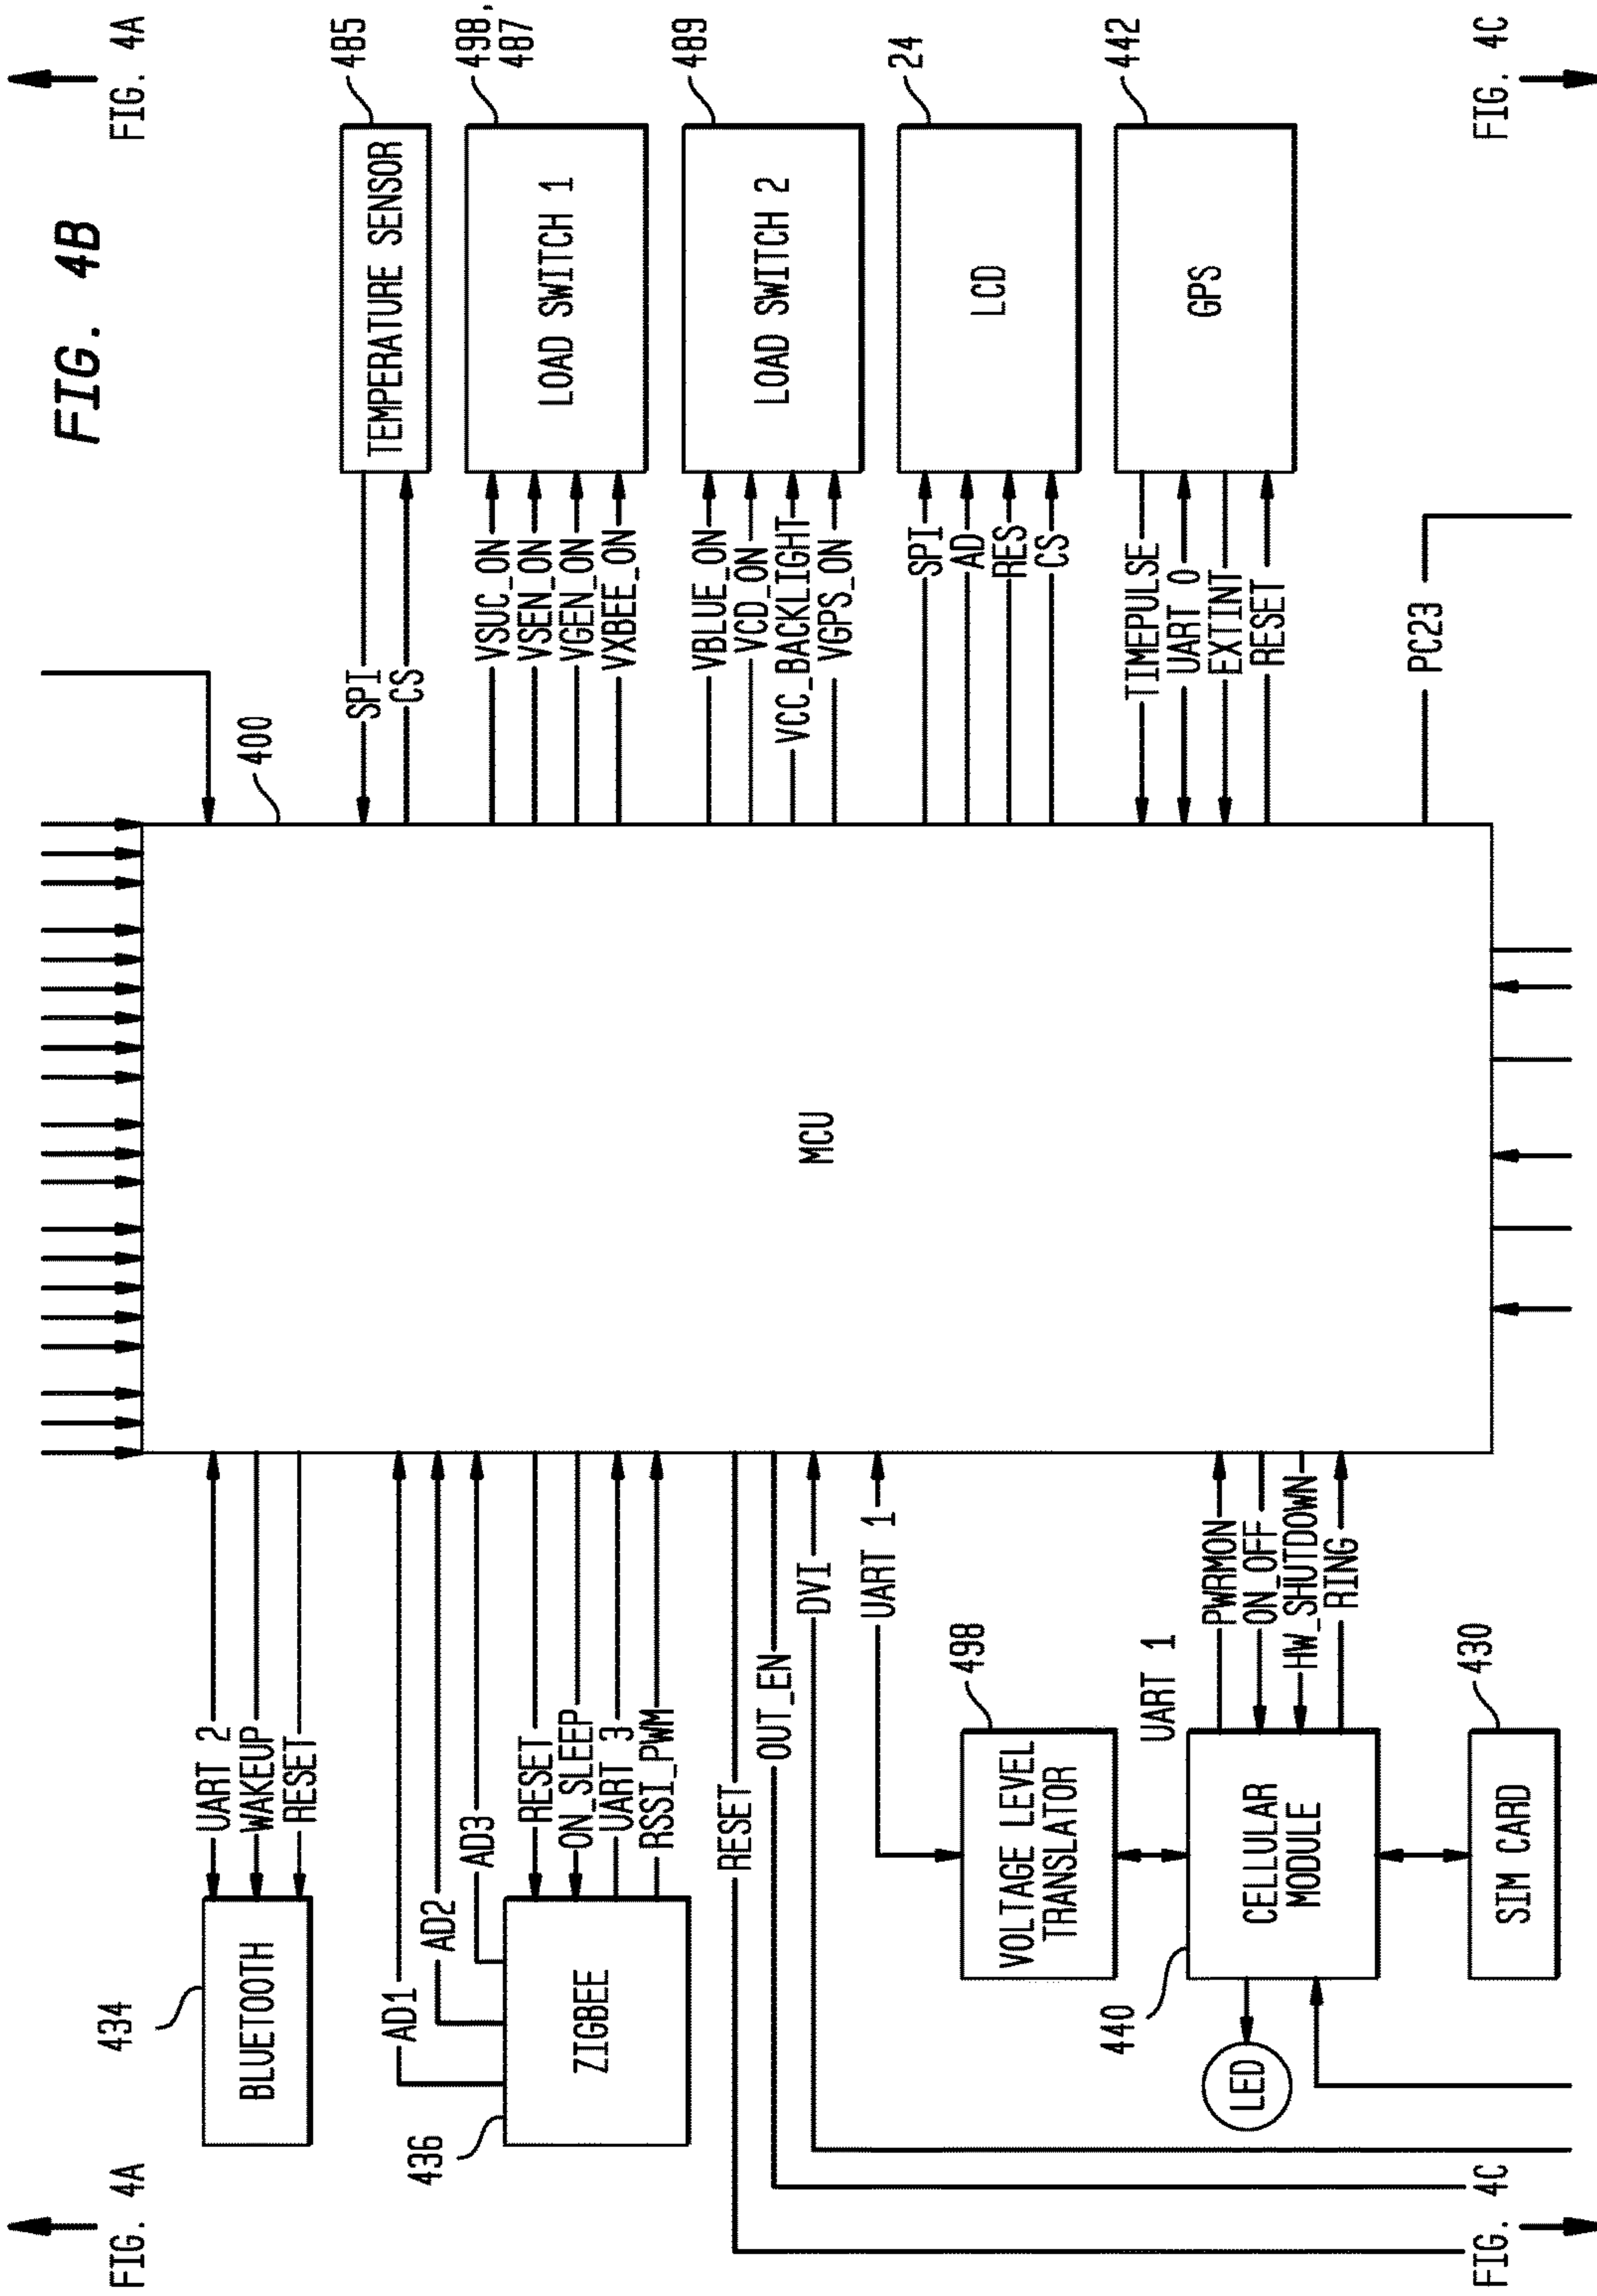 FIG. 4B
FIG. 4A
FIG. 4A
434
BLUETOOTH
UART 2
WAKEUP
RESET
436
ZIGBEE
AD1
AD2
AD3
RESET
ON_SLEEP
UART 3
RSSI_PWM
RESET
OUT_EN
DVI
UART 1
498
VOLTAGE LEVEL
TRANSLATOR
UART 1
440
CELLULAR
MODULE
LED
PWRMON
ON_OFF
HW_SHUTDOWN
RING
430
SIM CARD
MCU
400
SPI
CS
TEMPERATURE SENSOR
485
VSUC_ON
VSEN_ON
VGEN_ON
VXBEE_ON
LOAD SWITCH 1
498,
487
VBLUE_ON
VCD_ON
VCC_BACKLIGHT
VGPS_ON
LOAD SWITCH 2
489
SPI
AD
RES
CS
LCD
24
TIMEPULSE
UART 0
EXTINT
RESET
GPS
442
PC23
FIG. 4C
FIG. 4C